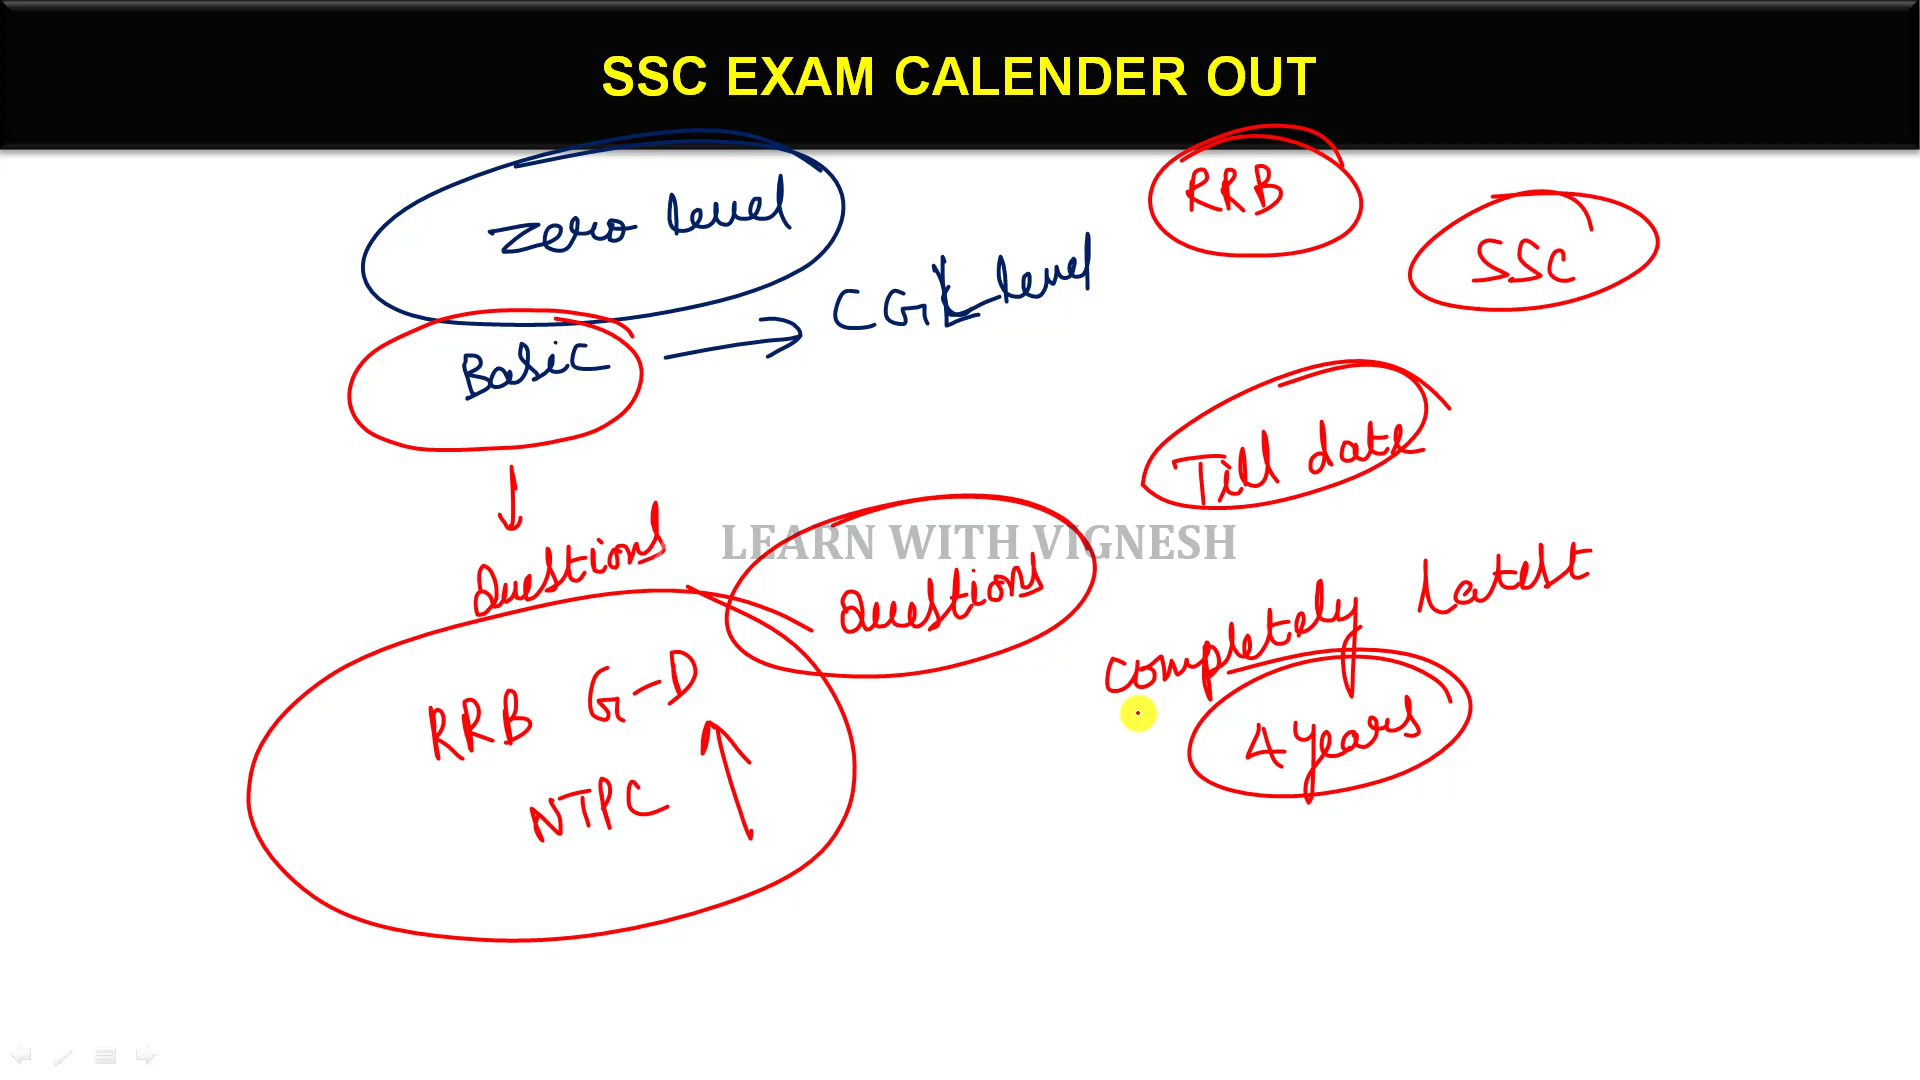 SSC EXAM CALENDER OUT
Zero level
RRB
SSC
Basic
CGL level
Till date
Questions
LEARN WITH VIGNESH
Questions
completely latest
RRB G-D
4 years
NTPC